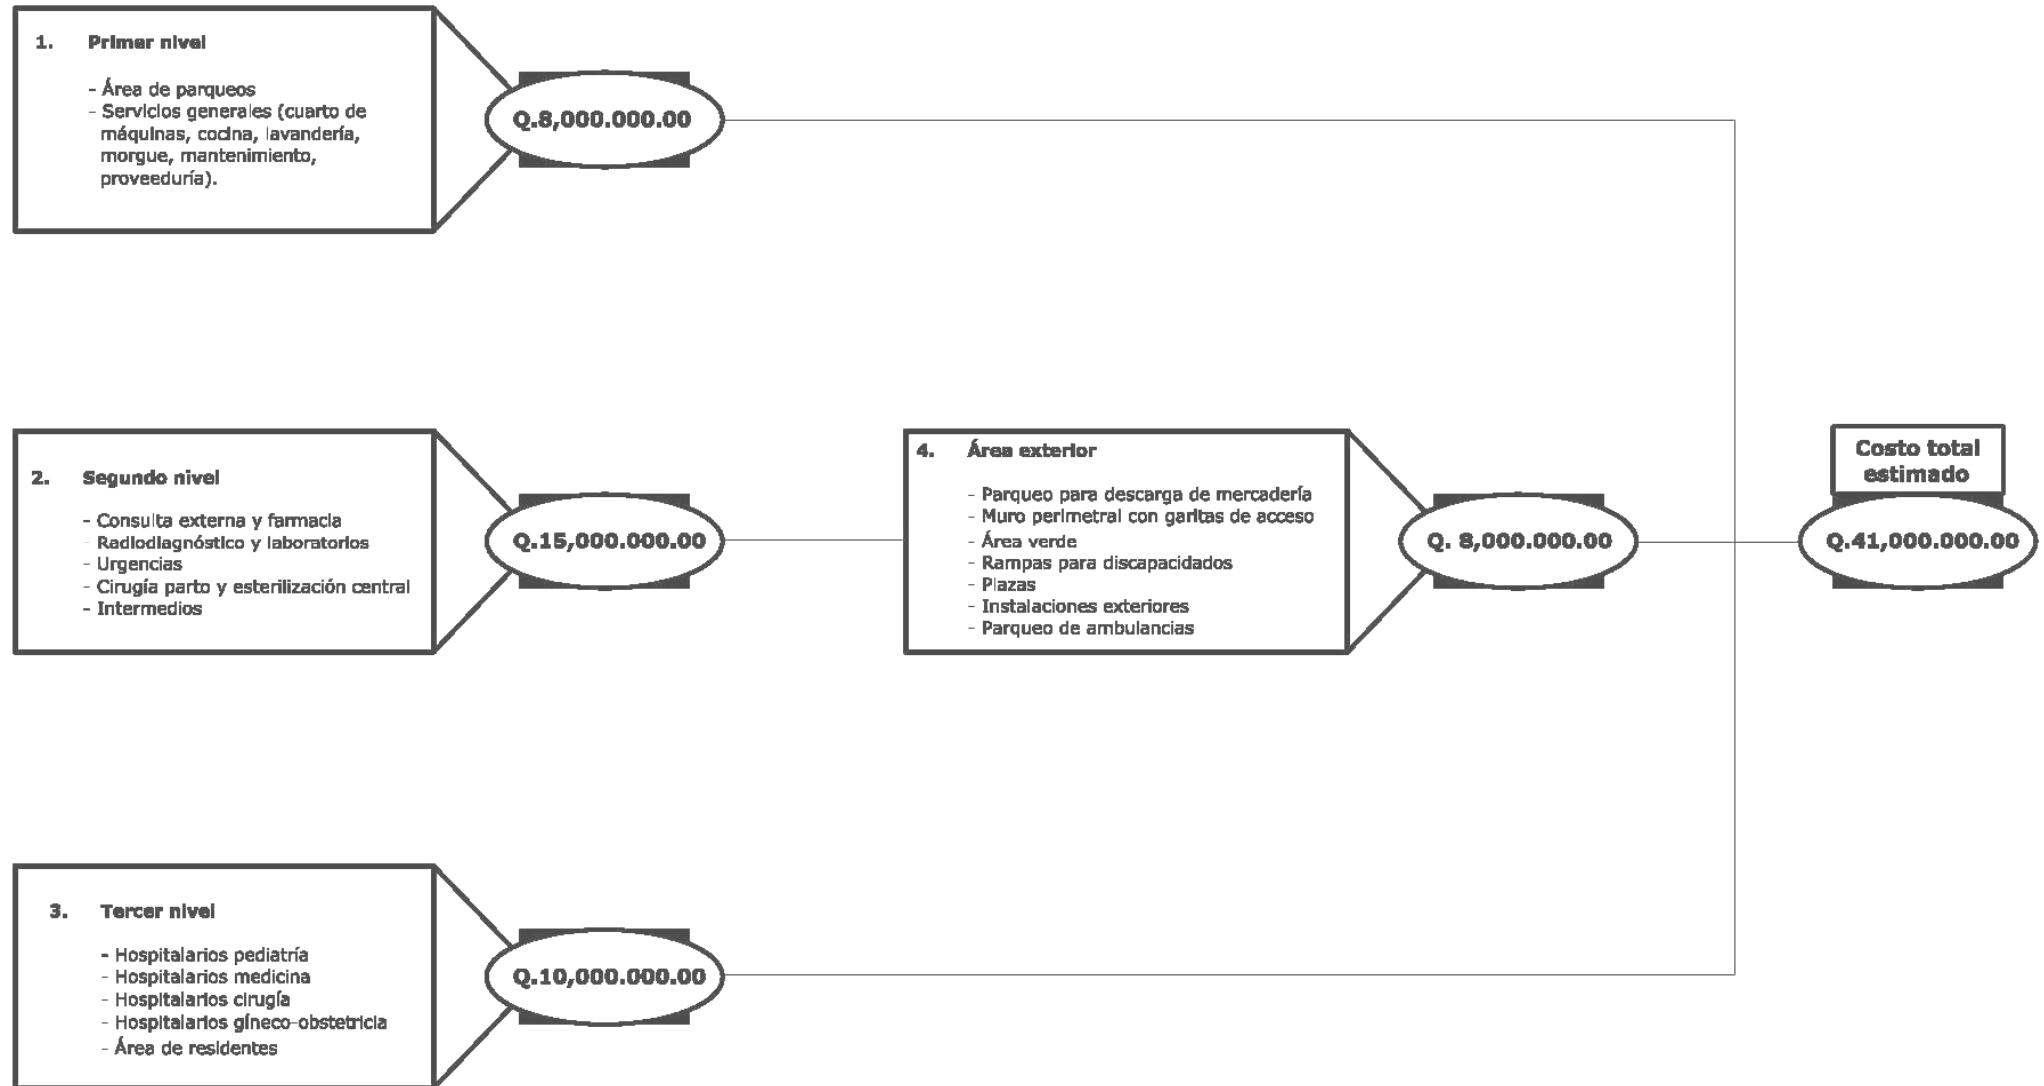 1. Primer nivel
- Área de parqueos
- Servicios generales (cuarto de
máquinas, cocina, lavandería,
morgue, mantenimiento,
proveeduría).
Q.8,000.000.00
2. Segundo nivel
- Consulta externa y farmacia
- Radiodiagnóstico y laboratorios
- Urgencias
- Cirugía parto y esterilización central
- Intermedios
Q.15,000.000.00
4. Área exterior
- Parqueo para descarga de mercadería
- Muro perimetral con garitas de acceso
- Área verde
- Rampas para discapacitados
- Plazas
- Instalaciones exteriores
- Parqueo de ambulancias
Q. 8,000.000.00
Costo total
estimado
Q.41,000.000.00
3. Tercer nivel
- Hospitalarios pediatría
- Hospitalarios medicina
- Hospitalarios cirugía
- Hospitalarios gíneco-obstetricia
- Área de residentes
Q.10,000.000.00